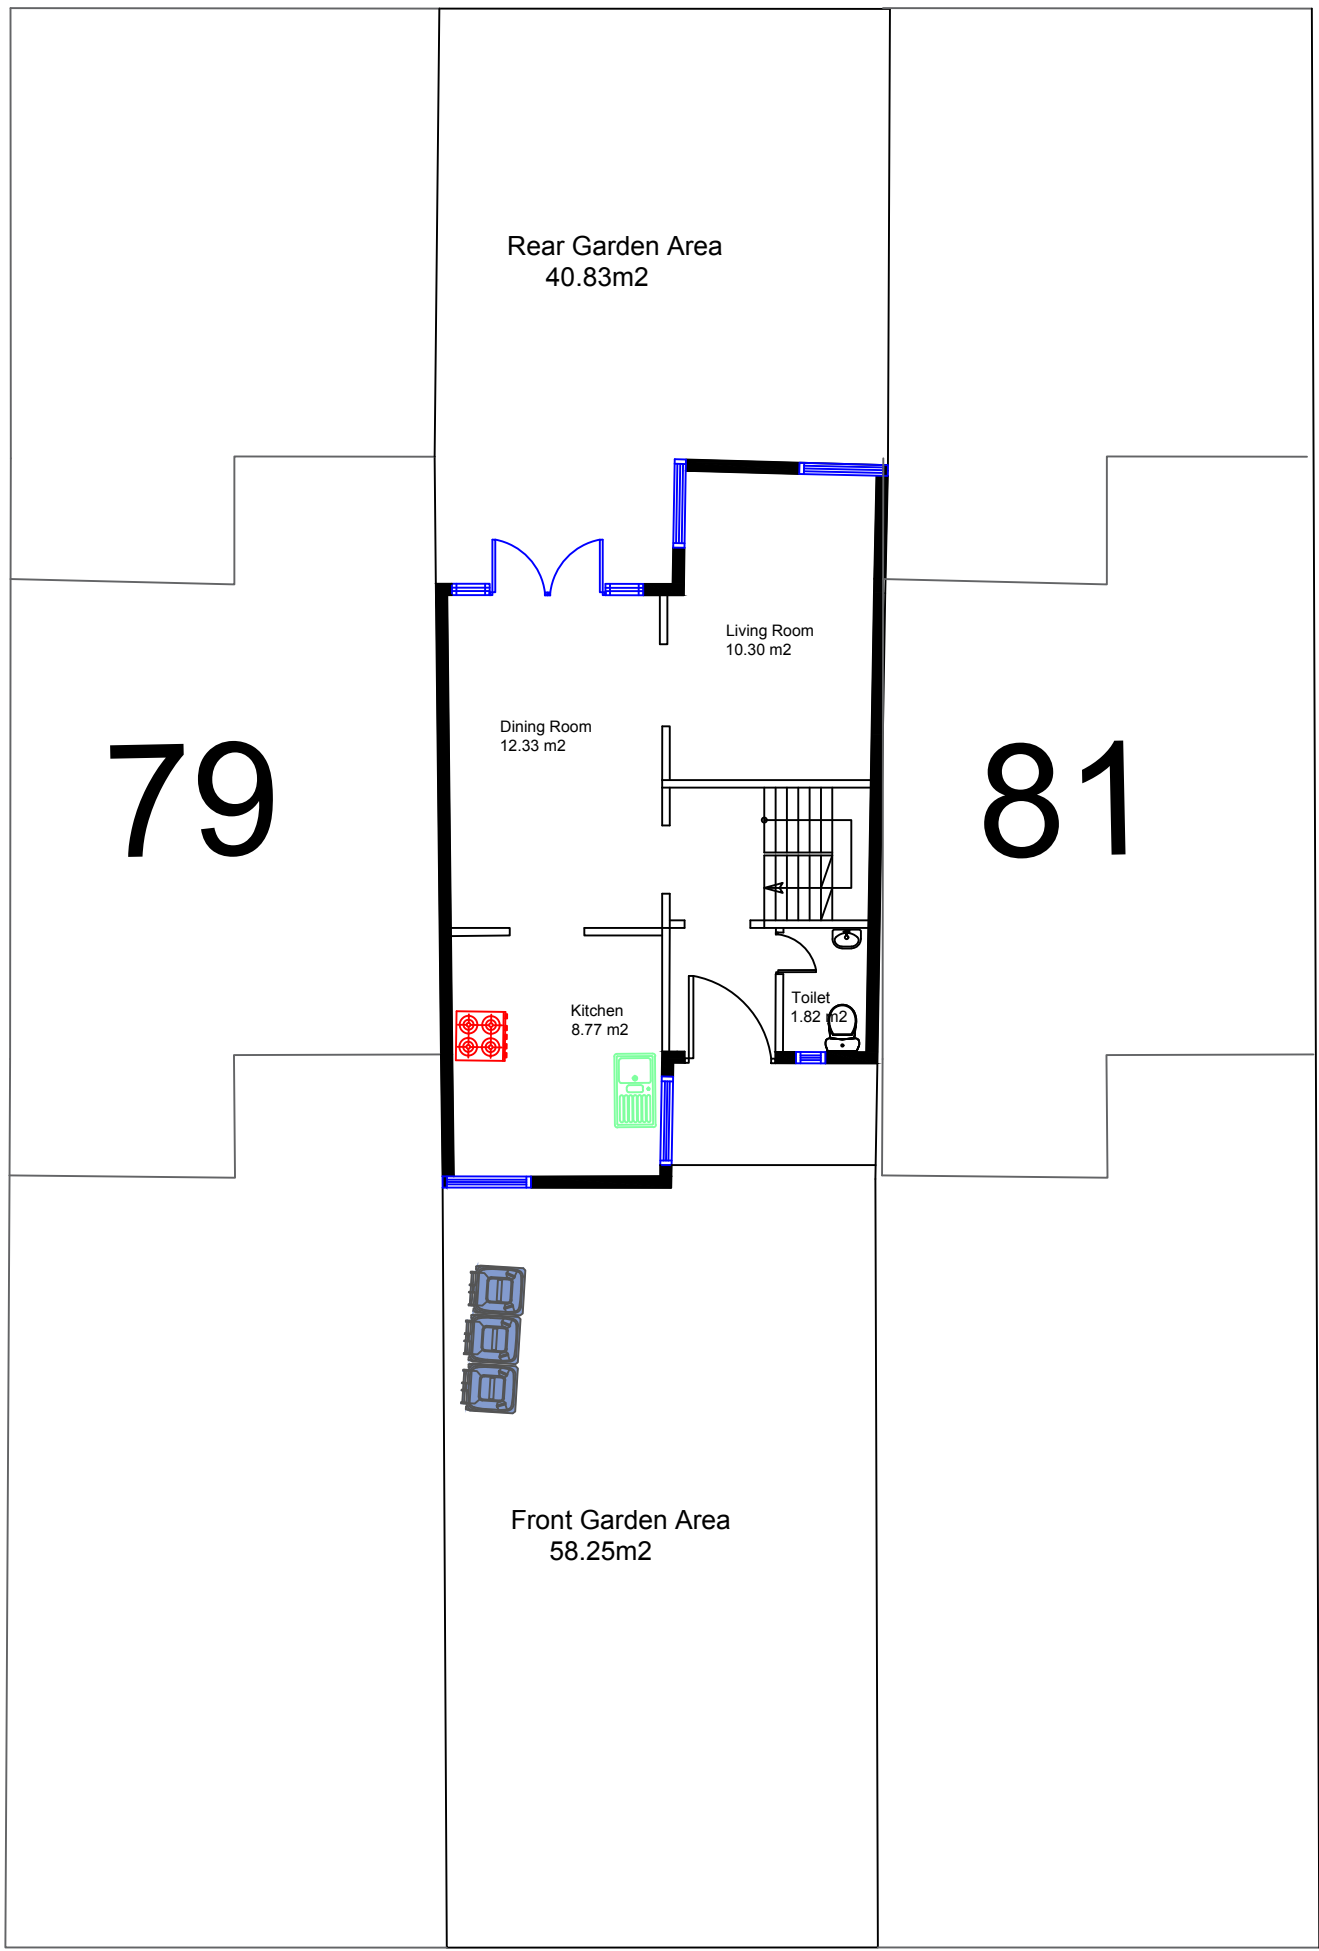 Rear Garden Area
40.83m2
Living Room
10.30 m2
Dining Room
12.33 m2
79
81
Kitchen
8.77 m2
Toilet
1.82 m2
Front Garden Area
58.25m2